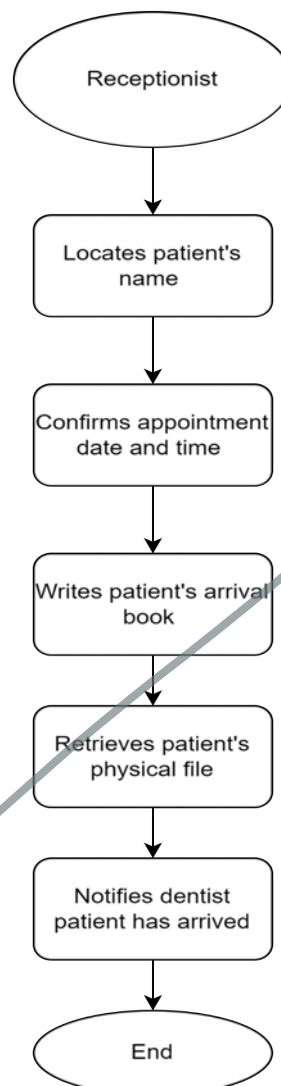 Receptionist
Locates patient's
name
Confirms appointment
date and time
Writes patient's arrival
book
Retrieves patient's
physical file
Notifies dentist
patient has arrived
End